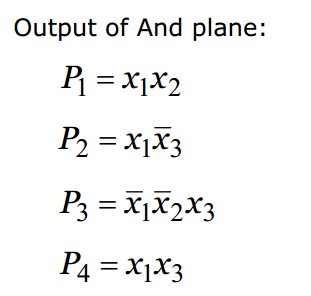 Output of And plane:
P₁ = x₁x₂
P₂ = x₁x̄₃
P₃ = x̄₁x̄₂x₃
P₄ = x₁x₃